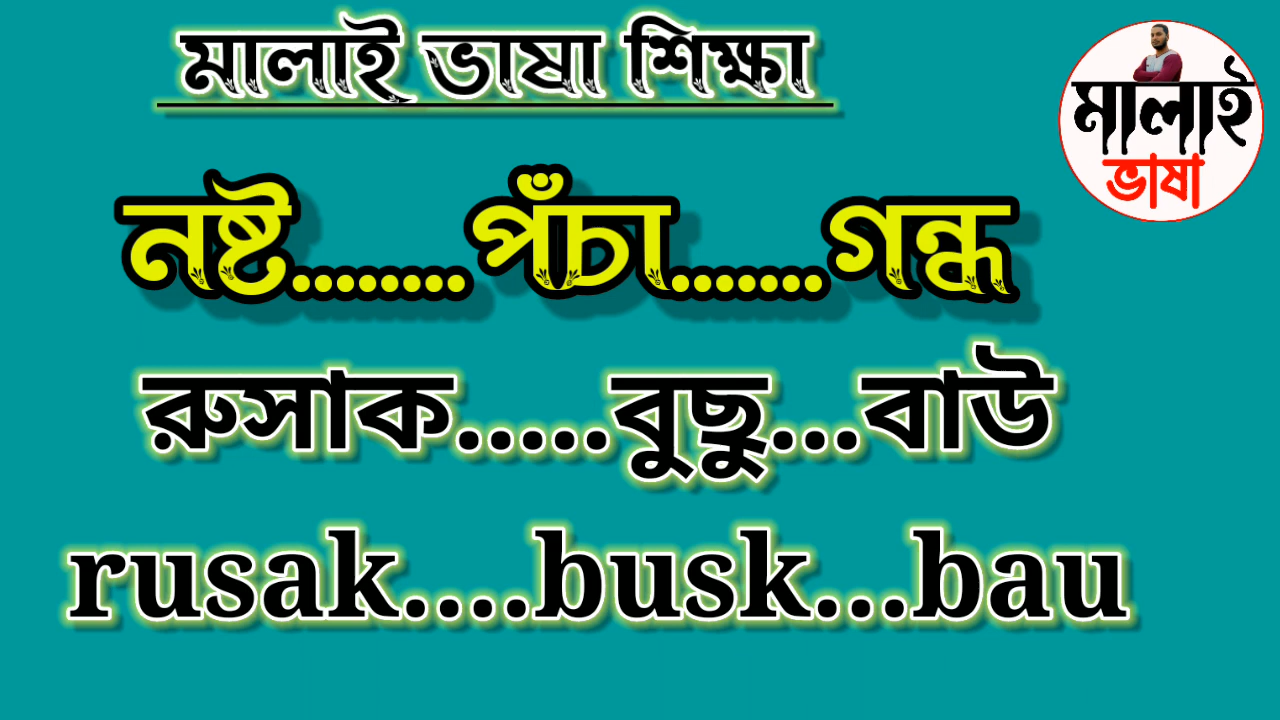 মালাই ভাষা শিক্ষা
মালাই
ভাষা
নষ্ট........পঁচা.......গন্ধ
রুসাক.....বুছু...বাউ
rusak....busk...bau